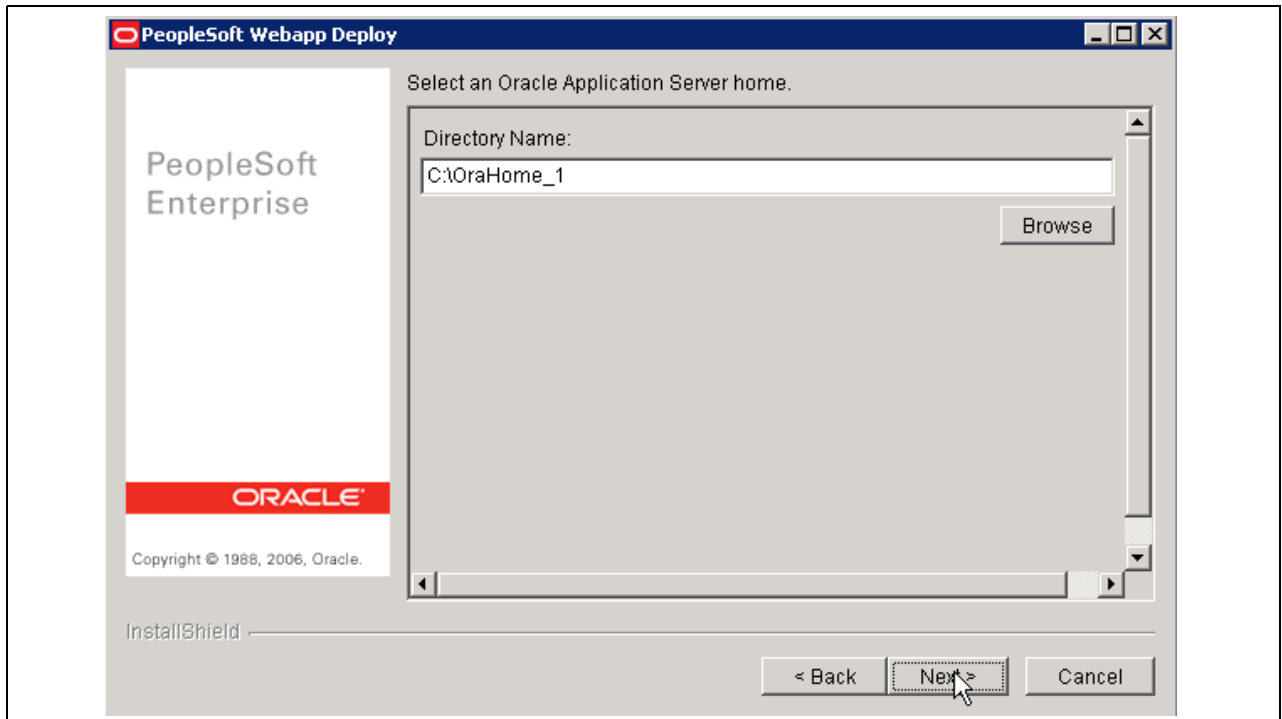 PeopleSoft Webapp Deploy
Select an Oracle Application Server home.
PeopleSoft
Enterprise
Directory Name:
C:\OraHome_1
Browse
ORACLE
Copyright © 1988, 2006, Oracle.
InstallShield
< Back
Next >
Cancel